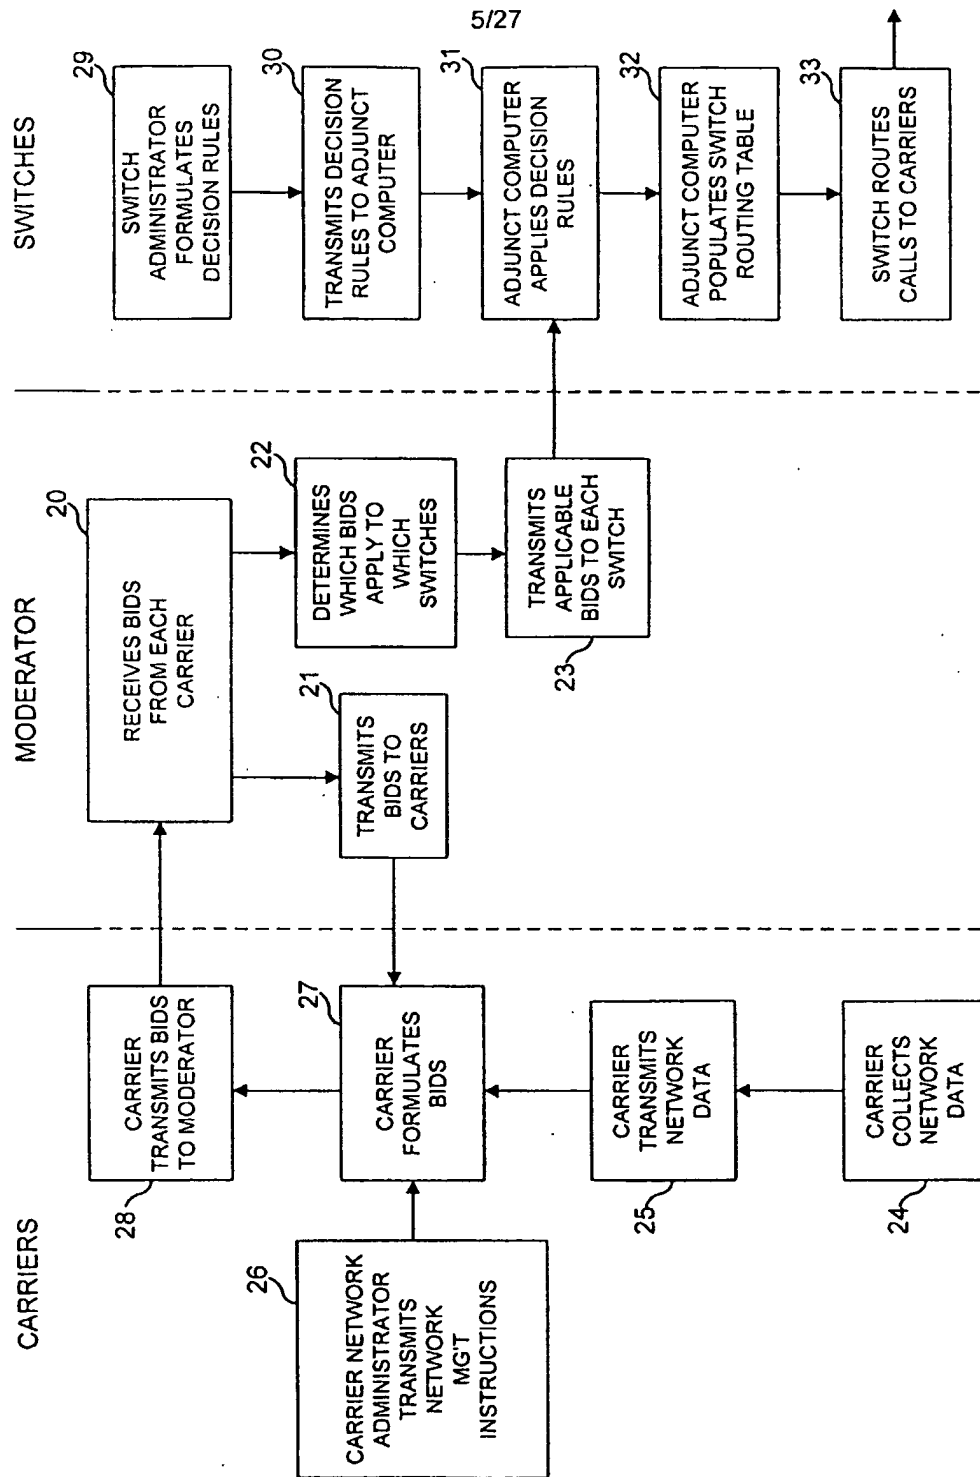 5/27
CARRIERS
MODERATOR
SWITCHES
26
CARRIER NETWORK
ADMINISTRATOR
TRANSMITS
NETWORK
MG'T
INSTRUCTIONS
28
CARRIER
TRANSMITS BIDS
TO MODERATOR
27
CARRIER
FORMULATES
BIDS
25
CARRIER
TRANSMITS
NETWORK
DATA
24
CARRIER
COLLECTS
NETWORK
DATA
20
RECEIVES BIDS
FROM EACH
CARRIER
21
TRANSMITS
BIDS TO
CARRIERS
22
DETERMINES
WHICH BIDS
APPLY TO
WHICH
SWITCHES
23
TRANSMITS
APPLICABLE
BIDS TO EACH
SWITCH
29
SWITCH
ADMINISTRATOR
FORMULATES
DECISION RULES
30
TRANSMITS DECISION
RULES TO ADJUNCT
COMPUTER
31
ADJUNCT COMPUTER
APPLIES DECISION
RULES
32
ADJUNCT COMPUTER
POPULATES SWITCH
ROUTING TABLE
33
SWITCH ROUTES
CALLS TO CARRIERS